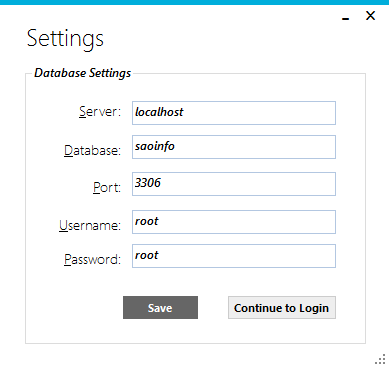 Settings
Database Settings
Server: localhost
Database: saoinfo
Port: 3306
Username: root
Password: root
Save Continue to Login